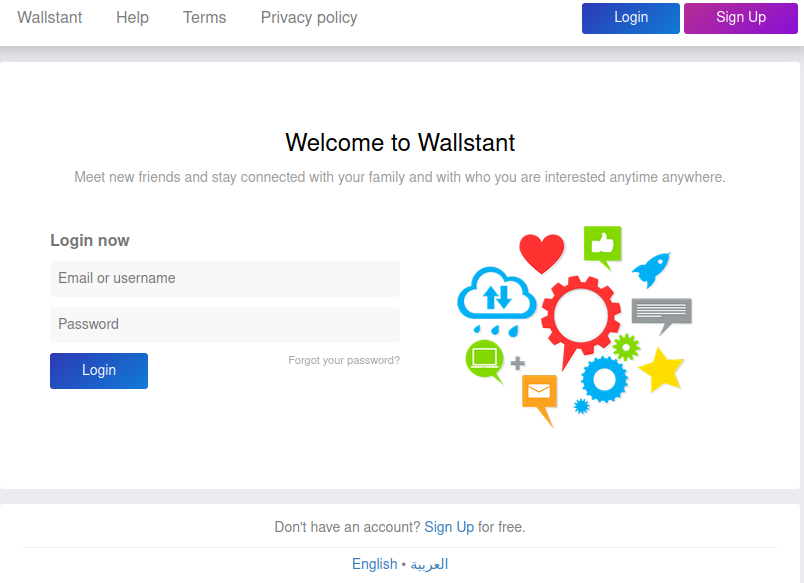 Wallstant Help Terms Privacy policy Login Sign Up
Welcome to Wallstant
Meet new friends and stay connected with your family and with who you are interested anytime anywhere.
Login now
Email or username
Password
Login Forgot your password?
Don't have an account? Sign Up for free.
English • العربية